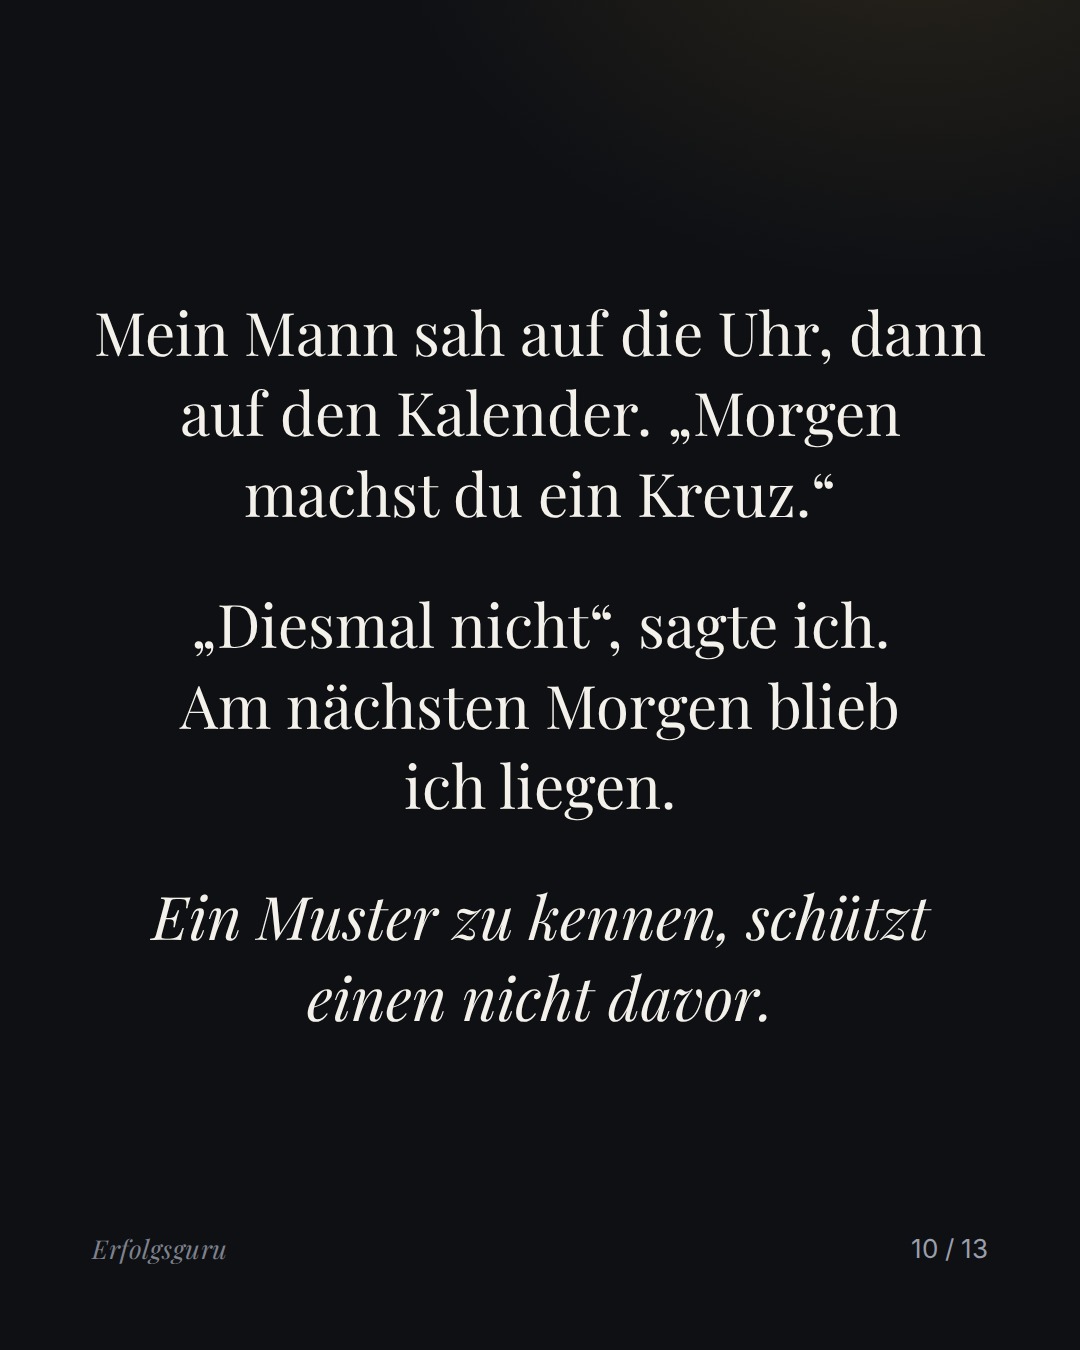 Mein Mann sah auf die Uhr, dann
auf den Kalender. „Morgen
machst du ein Kreuz.“
„Diesmal nicht“, sagte ich.
Am nächsten Morgen blieb
ich liegen.
Ein Muster zu kennen, schützt
einen nicht davor.
Erfolgsguru
10 / 13